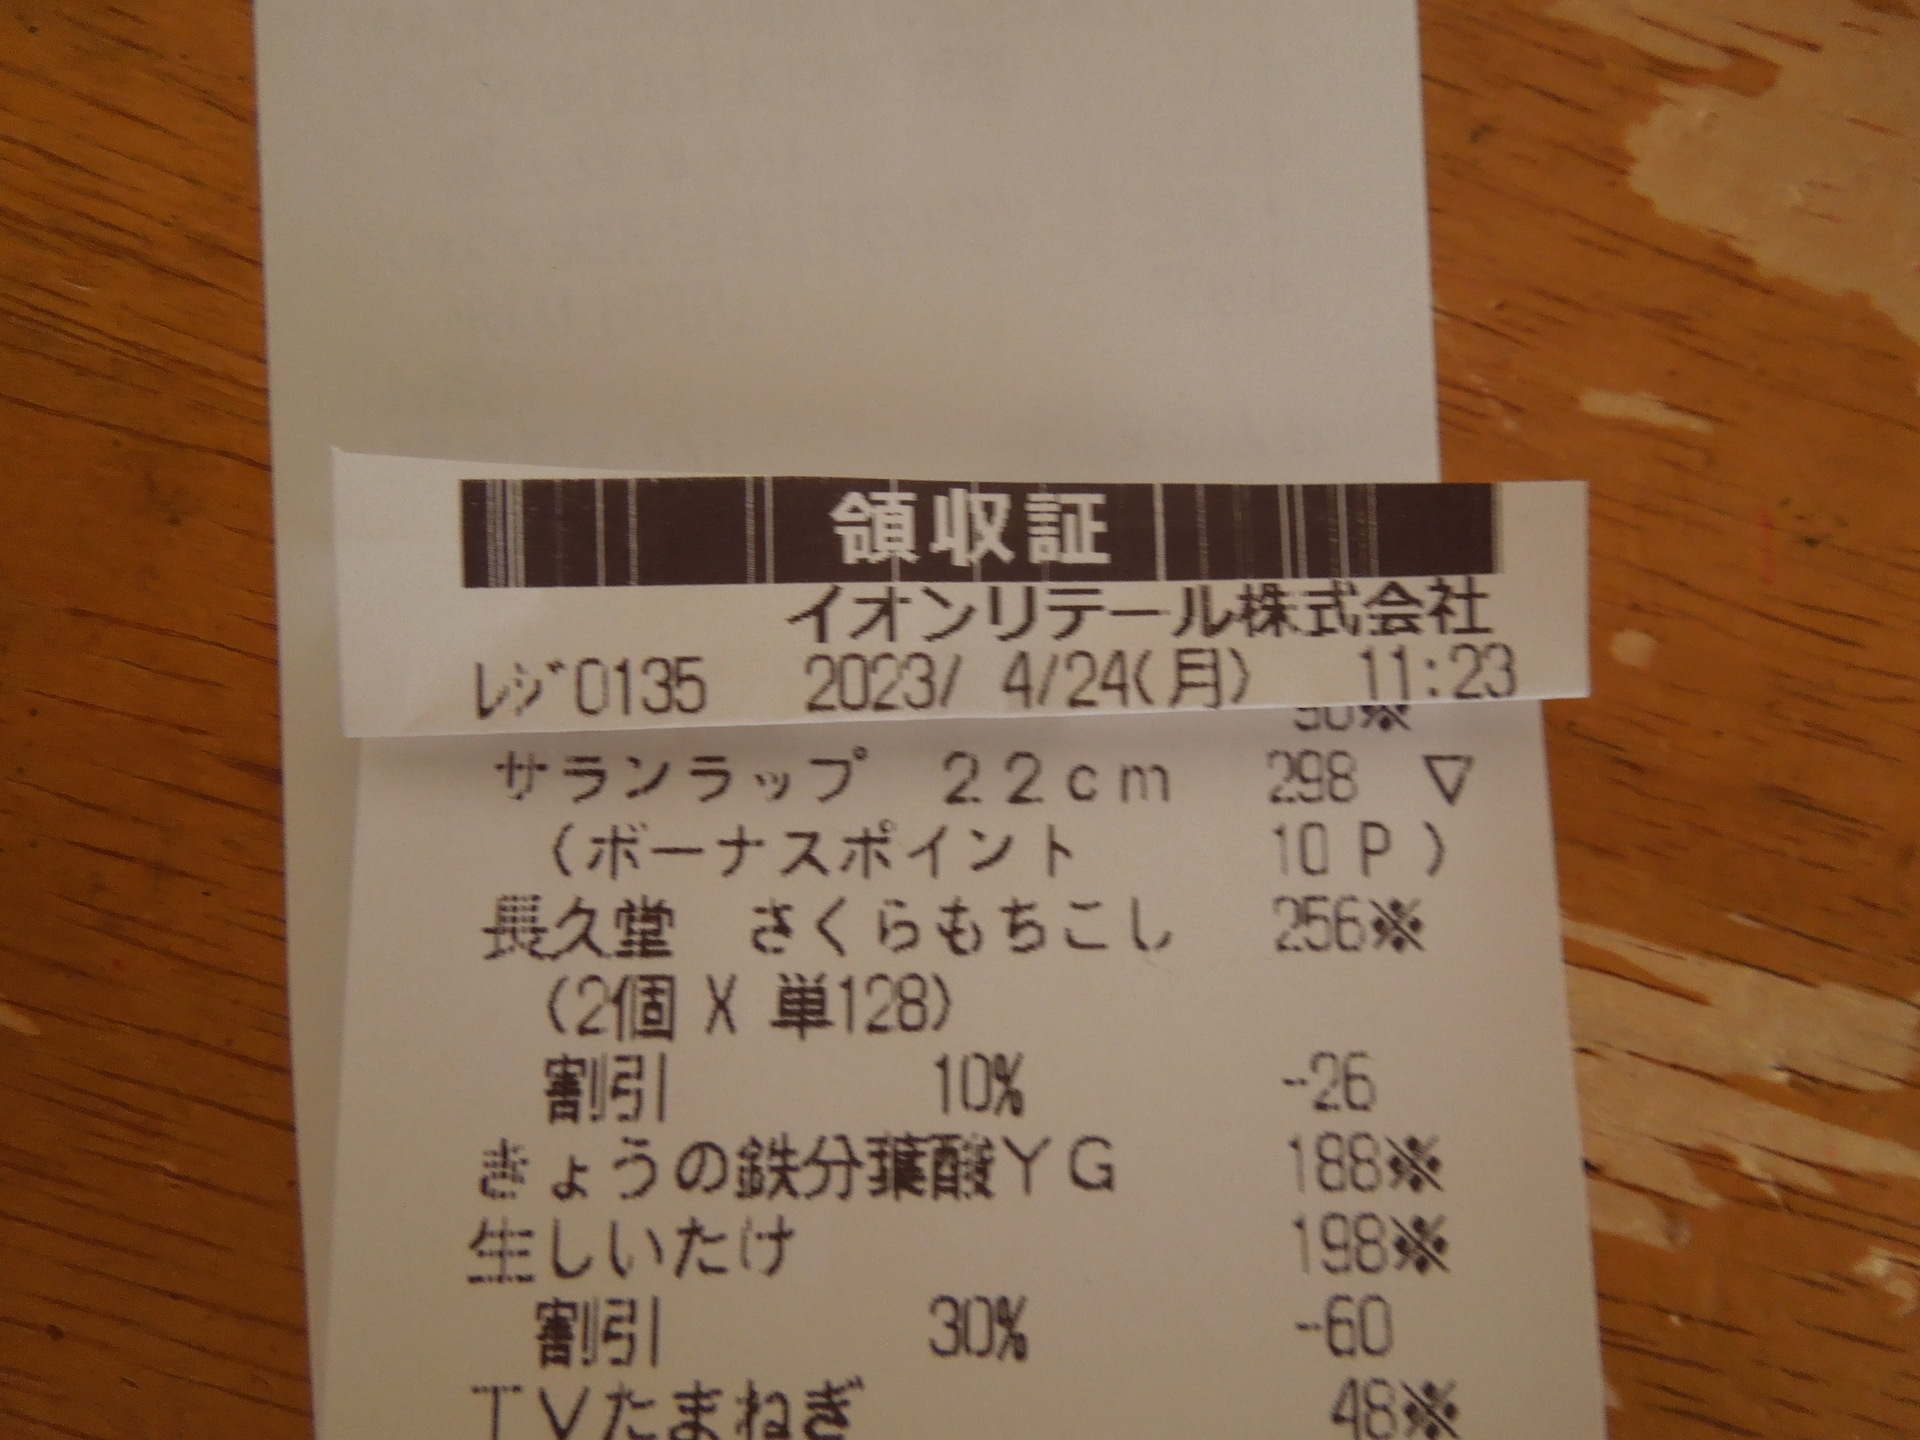 領収証
イオンリテール株式会社
レジ0135 2023/ 4/24(月) 11:23
サランラップ 22cm 298 ▽
(ボーナスポイント 10P)
長久堂 さくらもちこし 256※
(2個 X 単128)
割引 10% -26
きょうの鉄分葉酸YG 188※
生しいたけ 198※
割引 30% -60
TVたまねぎ 48※